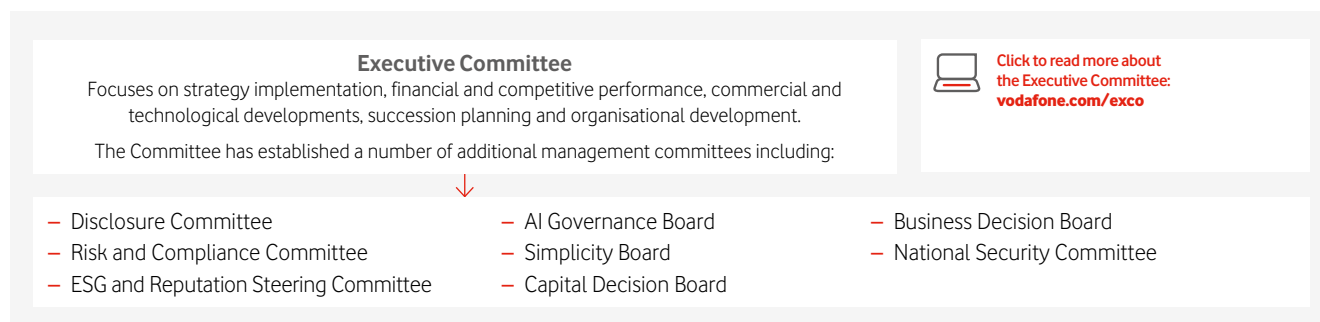 Executive Committee
Focuses on strategy implementation, financial and competitive performance, commercial and
technological developments, succession planning and organisational development.
The Committee has established a number of additional management committees including:
Click to read more about
the Executive Committee:
vodafone.com/exco
– Disclosure Committee
– Risk and Compliance Committee
– ESG and Reputation Steering Committee
– AI Governance Board
– Simplicity Board
– Capital Decision Board
– Business Decision Board
– National Security Committee